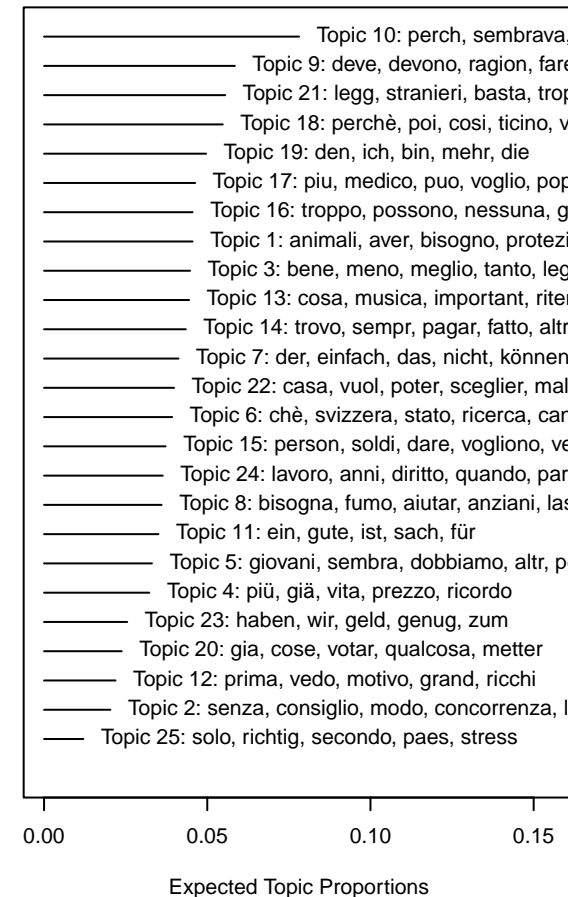 Topic 10: perch, sembrava,
Topic 9: deve, devono, ragion, fare
Topic 21: legg, stranieri, basta, trop
Topic 18: perchè, poi, cosi, ticino, v
Topic 19: den, ich, bin, mehr, die
Topic 17: piu, medico, puo, voglio, pop
Topic 16: troppo, possono, nessuna, g
Topic 1: animali, aver, bisogno, protezi
Topic 3: bene, meno, meglio, tanto, leg
Topic 13: cosa, musica, important, riten
Topic 14: trovo, sempr, pagar, fatto, altr
Topic 7: der, einfach, das, nicht, können
Topic 22: casa, vuol, poter, sceglier, mal
Topic 6: chè, svizzera, stato, ricerca, can
Topic 15: person, soldi, dare, vogliono, ve
Topic 24: lavoro, anni, diritto, quando, par
Topic 8: bisogna, fumo, aiutar, anziani, las
Topic 11: ein, gute, ist, sach, für
Topic 5: giovani, sembra, dobbiamo, altr, p
Topic 4: più, giä, vita, prezzo, ricordo
Topic 23: haben, wir, geld, genug, zum
Topic 20: gia, cose, votar, qualcosa, metter
Topic 12: prima, vedo, motivo, grand, ricchi
Topic 2: senza, consiglio, modo, concorrenza, l
Topic 25: solo, richtig, secondo, paes, stress
0.00 0.05 0.10 0.15
Expected Topic Proportions